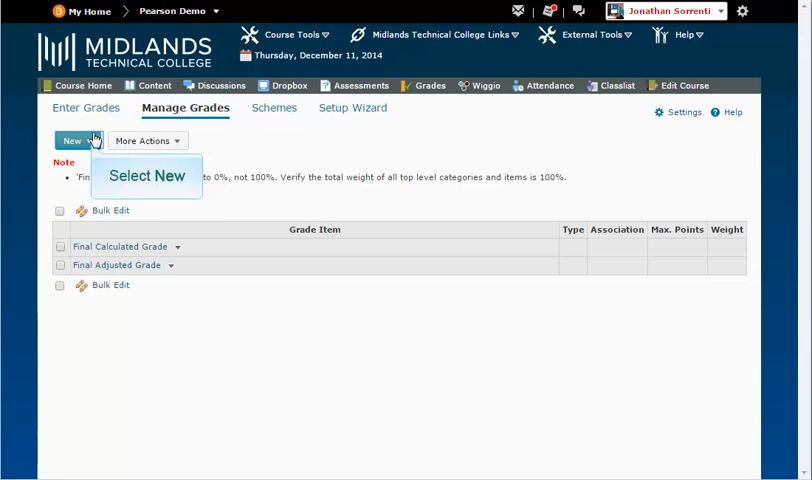 My Home Pearson Demo Jonathan Sorrenti
MIDLANDS
TECHNICAL COLLEGE
Course Tools Midlands Technical College Links External Tools Help
Thursday, December 11, 2014
Course Home Content Discussions Dropbox Assessments Grades Wiggio Attendance Classlist Edit Course
Enter Grades Manage Grades Schemes Setup Wizard
Settings Help
New More Actions
Note
Select New
to 0%, not 100%. Verify the total weight of all top level categories and items is 100%.
Bulk Edit
Grade Item Type Association Max. Points Weight
Final Calculated Grade
Final Adjusted Grade
Bulk Edit